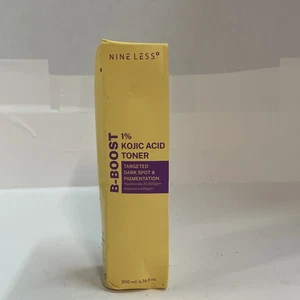 NINE LESS
B-BOOST
1%
KOJIC ACID
TONER
TARGETED
DARK SPOT &
PIGMENTATION